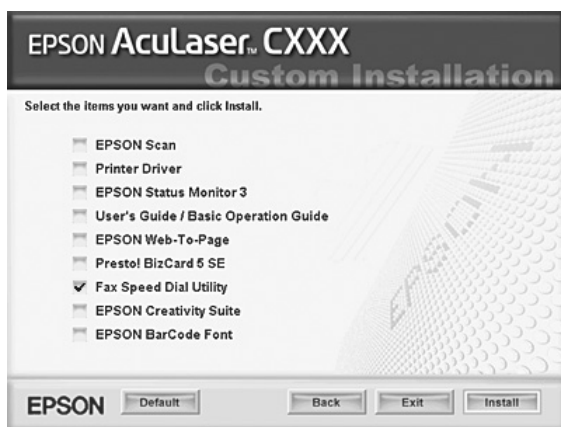 EPSON AcuLaser™ CXXX
Custom Installation
Select the items you want and click Install.
EPSON Scan
Printer Driver
EPSON Status Monitor 3
User's Guide / Basic Operation Guide
EPSON Web-To-Page
Presto! BizCard 5 SE
Fax Speed Dial Utility
EPSON Creativity Suite
EPSON BarCode Font
EPSON
EPSON Default Back Exit Install